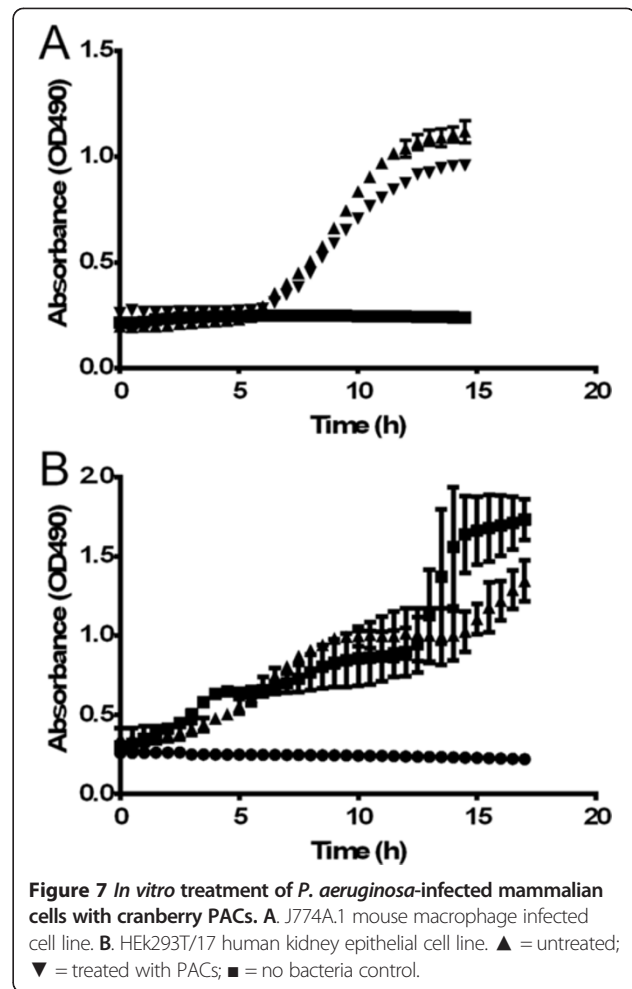 A
1.5
1.0
0.5
0.0
Absorbance (OD490)
0 5 10 15 20
Time (h)
B
2.0
1.5
1.0
0.5
0.0
Absorbance (OD490)
0 5 10 15 20
Time (h)
Figure 7 In vitro treatment of P. aeruginosa-infected mammalian
cells with cranberry PACs. A. J774A.1 mouse macrophage infected
cell line. B. HEk293T/17 human kidney epithelial cell line. ▲ = untreated;
▼ = treated with PACs; ■ = no bacteria control.